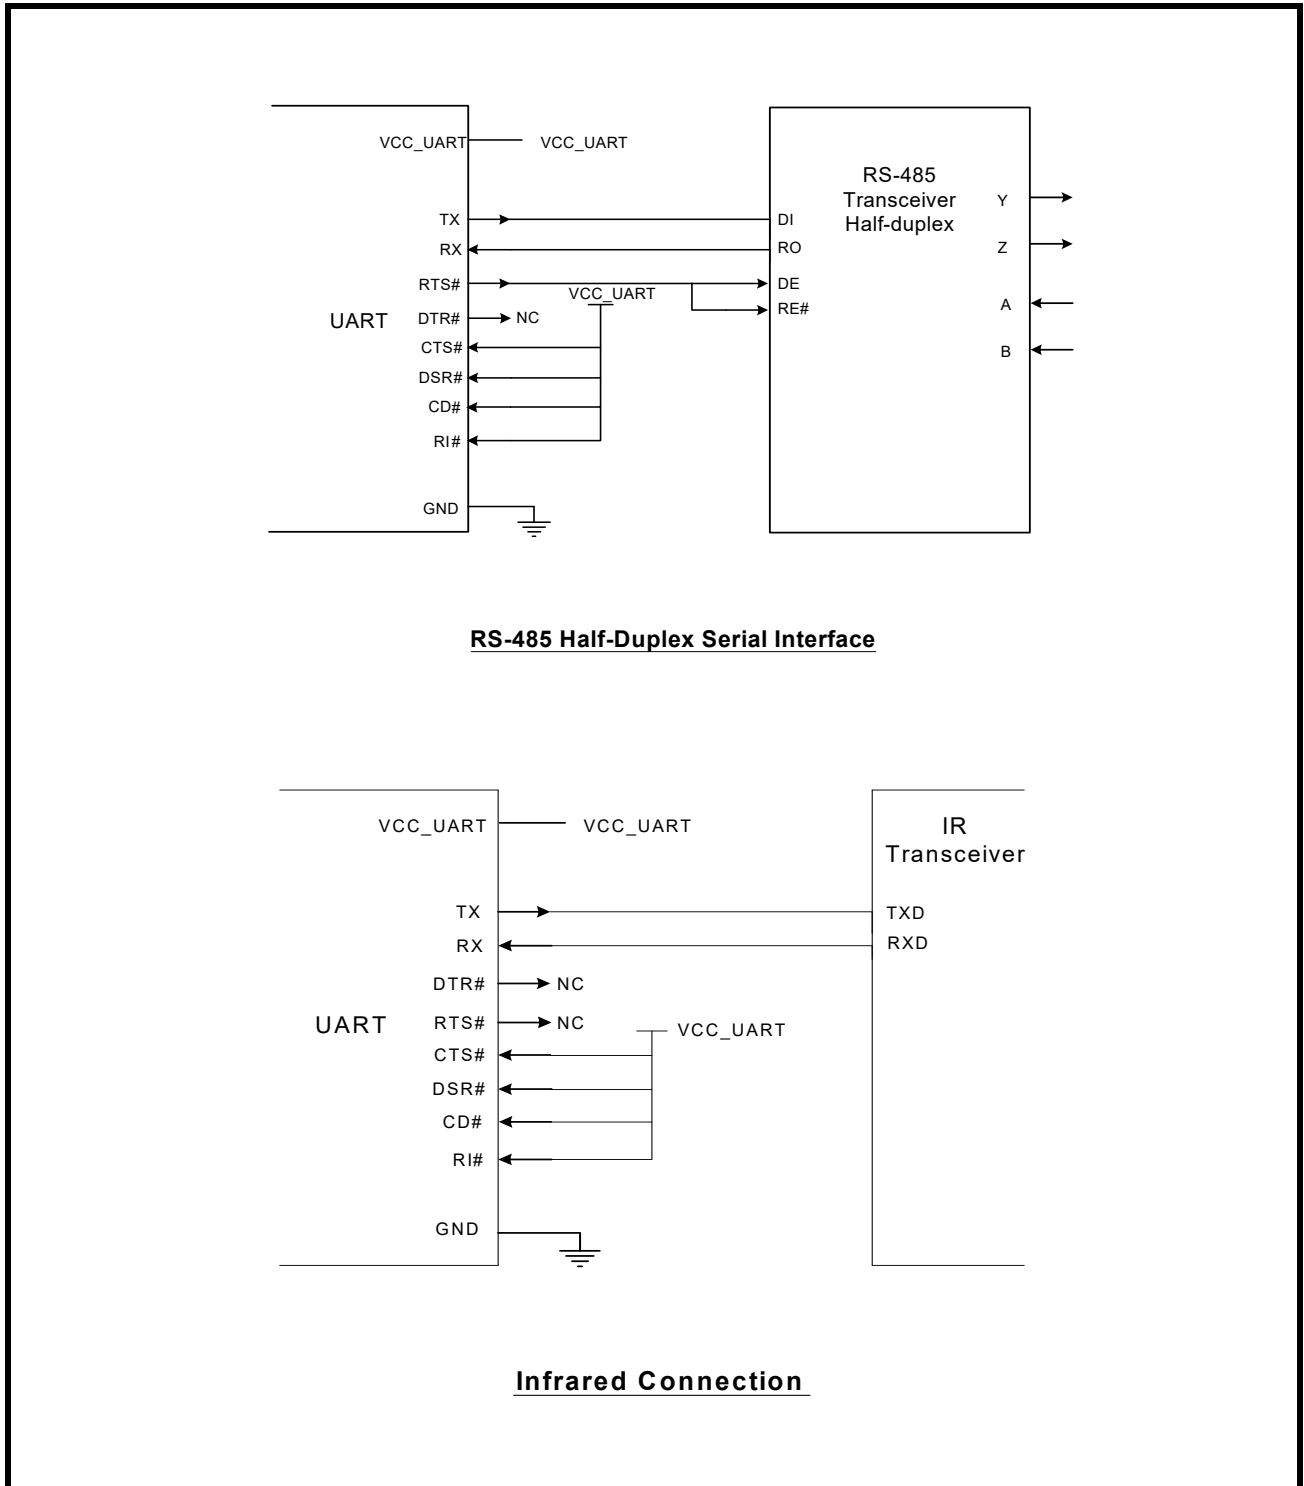 VCC_UART VCC_UART
RS-485
Transceiver
Half-duplex
Y
TX DI
RX RO Z
RTS# DE
VCC_UART
RE#
A
UART DTR# NC
CTS# B
DSR#
CD#
RI#
GND
RS-485 Half-Duplex Serial Interface
VCC_UART VCC_UART IR
Transceiver
TX TXD
RX RXD
DTR# NC
UART RTS# NC
VCC_UART
CTS#
DSR#
CD#
RI#
GND
Infrared Connection